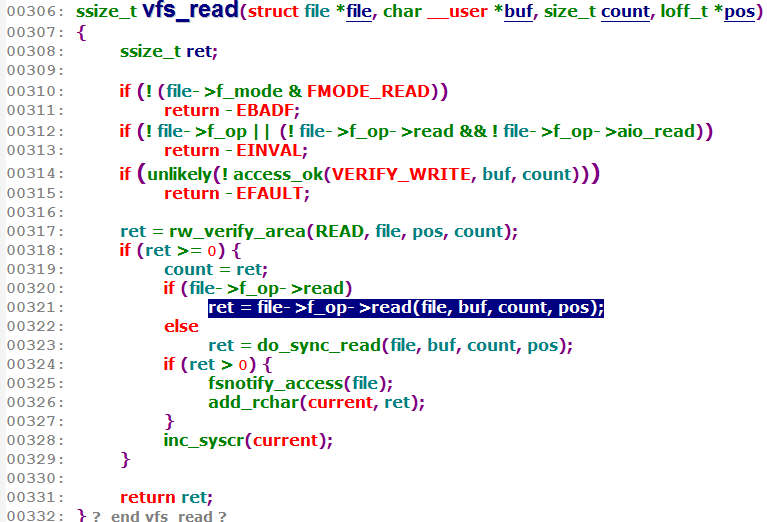 00306: ssize_t vfs_read(struct file *file, char __user *buf, size_t count, loff_t *pos)
00307: {
00308: ssize_t ret;
00309:
00310: if (! (file->f_mode & FMODE_READ))
00311: return - EBADF;
00312: if (! file->f_op || (! file->f_op->read && ! file->f_op->aio_read))
00313: return - EINVAL;
00314: if (unlikely(! access_ok(VERIFY_WRITE, buf, count)))
00315: return - EFAULT;
00316:
00317: ret = rw_verify_area(READ, file, pos, count);
00318: if (ret >= 0) {
00319: count = ret;
00320: if (file->f_op->read)
00321: ret = file->f_op->read(file, buf, count, pos);
00322: else
00323: ret = do_sync_read(file, buf, count, pos);
00324: if (ret > 0) {
00325: fsnotify_access(file);
00326: add_rchar(current, ret);
00327: }
00328: inc_syscr(current);
00329: }
00330:
00331: return ret;
00332: } ? end vfs_read ?